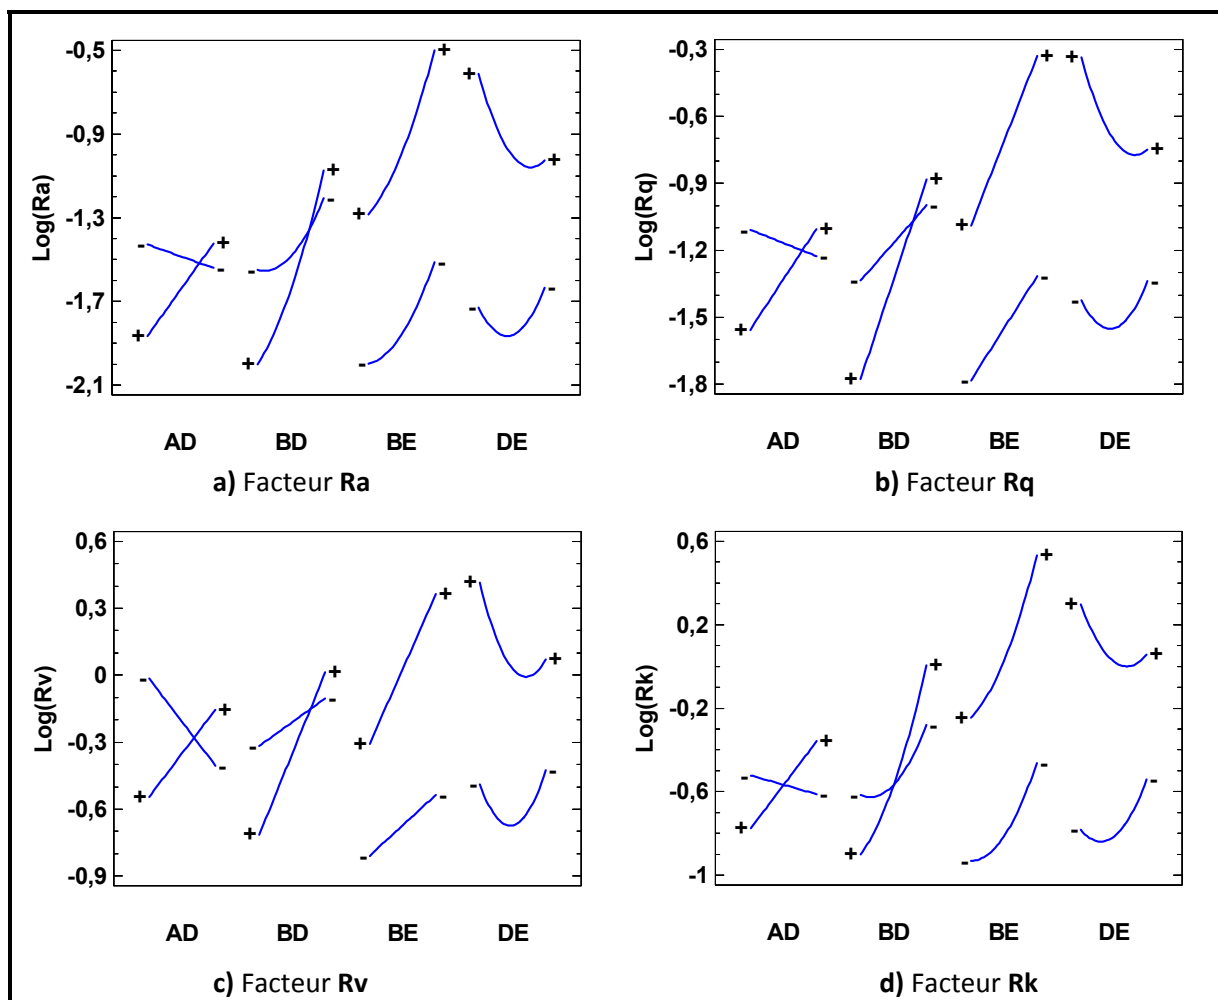 -0,5
-0,9
-1,3
-1,7
-2,1
Log(Ra)
+ - - + - + + - + - + - + - + -
AD BD BE DE
a) Facteur Ra
-0,3
-0,6
-0,9
-1,2
-1,5
-1,8
Log(Rq)
- + + - - + + - + - + - + - + -
AD BD BE DE
b) Facteur Rq
0,6
0,3
0
-0,3
-0,6
-0,9
Log(Rv)
- + + - - + + - + - + - + - + -
AD BD BE DE
c) Facteur Rv
0,6
0,2
-0,2
-0,6
-1
Log(Rk)
- + + - - + + - + - + - + - + -
AD BD BE DE
d) Facteur Rk